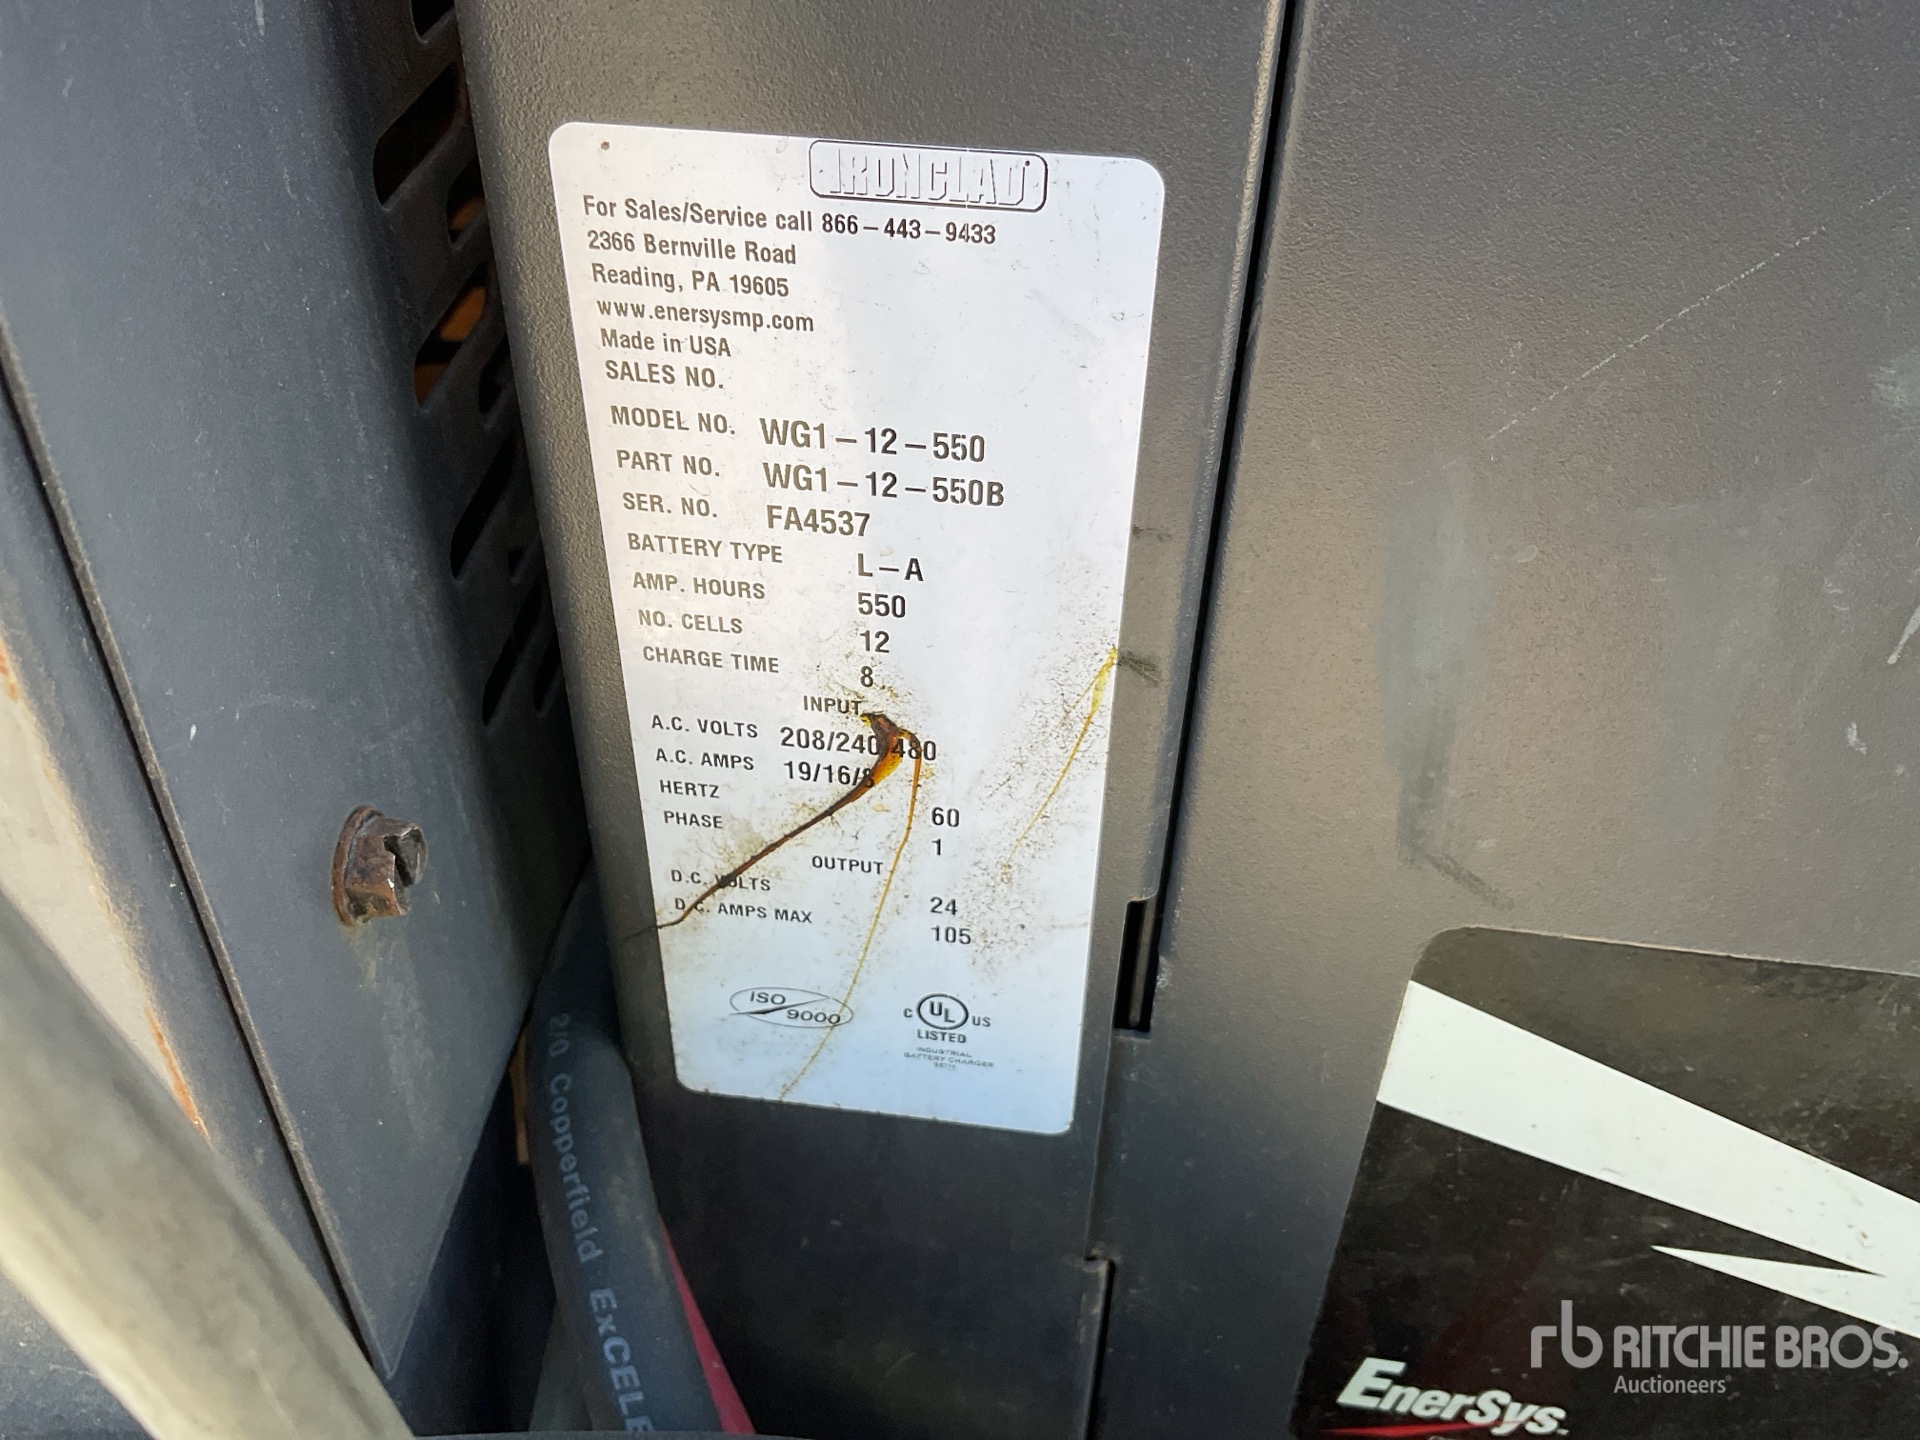 IRONCLAD
For Sales/Service call 866-443-9433
2366 Bernville Road
Reading, PA 19605
www.enersysmp.com
Made in USA
SALES NO.
MODEL NO. WG1-12-550
PART NO. WG1-12-550B
SER. NO. FA4537
BATTERY TYPE L-A
AMP. HOURS 550
NO. CELLS 12
CHARGE TIME 8
INPUT
A.C. VOLTS 208/240/480
A.C. AMPS 19/16/8
HERTZ 60
PHASE 1
OUTPUT
D.C. VOLTS 24
D.C. AMPS MAX 105
ISO 9000
c UL us
LISTED
INDUSTRIAL
BATTERY CHARGER
2/0 Copperfield ExCELE
EnerSys
rb RITCHIE BROS.
Auctioneers